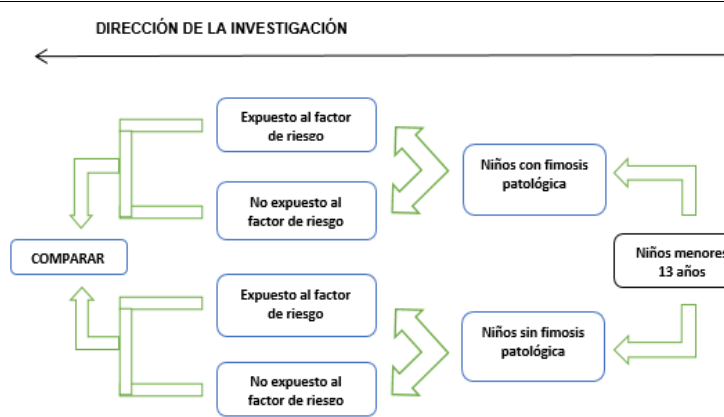 DIRECCIÓN DE LA INVESTIGACIÓN
Expuesto al factor
de riesgo
Niños con fimosis
patológica
No expuesto al
factor de riesgo
COMPARAR
Niños menores
13 años
Expuesto al factor
de riesgo
Niños sin fimosis
patológica
No expuesto al
factor de riesgo